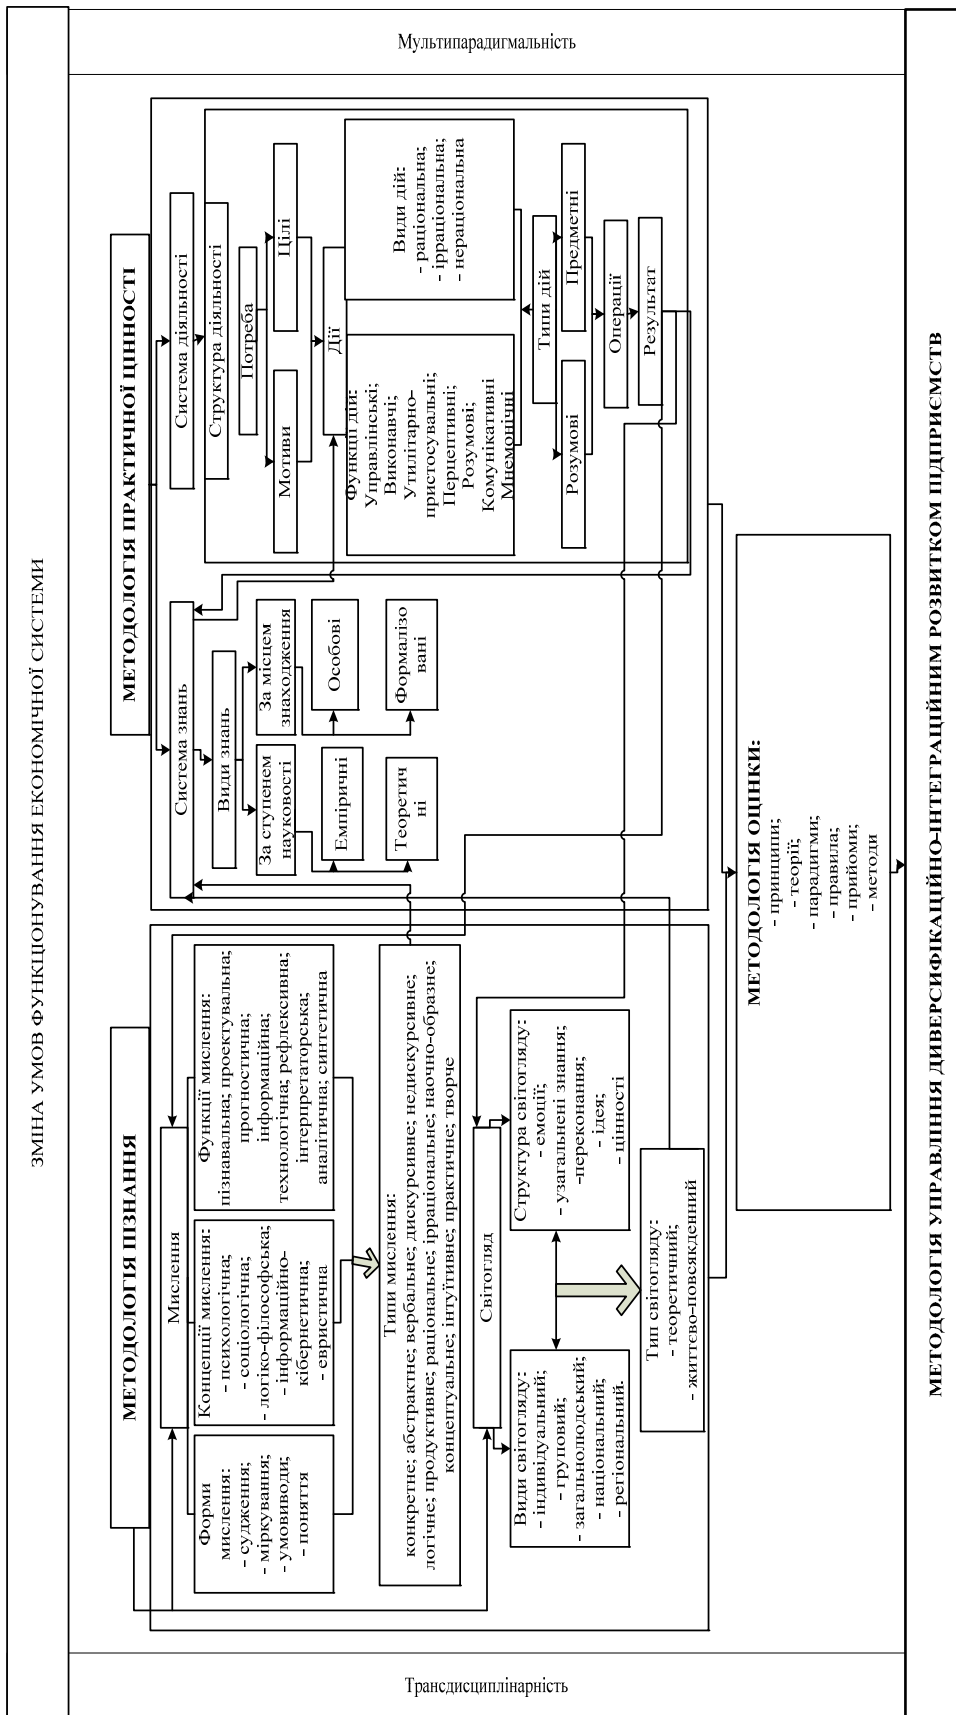 ЗМІНА УМОВ ФУНКЦІОНУВАННЯ ЕКОНОМІЧНОЇ СИСТЕМИ
Трансдисциплінарність
Мультипарадигмальність
МЕТОДОЛОГІЯ ПІЗНАННЯ
Мислення
Форми
мислення:
- судження;
- міркування;
- умовиводи;
- поняття
Концепції мислення:
- психологічна;
- соціологічна;
- логіко-філософська;
- інформаційно-
кібернетична;
- евристична
Функції мислення:
пізнавальна; проектувальна;
прогностична;
інформаційна;
технологічна; рефлексивна;
інтерпретаторська;
аналітична; синтетична
Типи мислення:
конкретне; абстрактне; вербальне; дискурсивне; недискурсивне;
логічне; продуктивне; раціональне; ірраціональне; наочно-образне;
концептуальне; інтуїтивне; практичне; творче
Світогляд
Види світогляду:
- індивідуальний;
- груповий;
- загальнолюдський;
- національний;
- регіональний.
Структура світогляду:
- емоції;
- узагальнені знання;
-переконання;
- ідея;
- цінності
Тип світогляду:
- теоретичний;
- життєво-повсякденний
МЕТОДОЛОГІЯ ПРАКТИЧНОЇ ЦІННОСТІ
Система знань
Види знань
За ступенем
науковості
За місцем
знаходження
Емпіричні
Теоретич
ні
Особові
Формалізо
вані
Система діяльності
Структура діяльності
Потреба
Мотиви
Цілі
Дії
Функції дій:
Управлінські;
Виконавчі;
Утилітарно-
пристосувальні;
Перцептивні;
Розумові;
Комунікативні
Мнемонічні
Види дій:
- раціональна;
- ірраціональна;
- нераціональна
Типи дій
Розумові
Предметні
Операції
Результат
МЕТОДОЛОГІЯ ОЦІНКИ:
- принципи;
- теорії;
- парадигми;
- правила;
- прийоми;
- методи
МЕТОДОЛОГІЯ УПРАВЛІННЯ ДИВЕРСИФІКАЦІЙНО-ІНТЕГРАЦІЙНИМ РОЗВИТКОМ ПІДПРИЄМСТВ